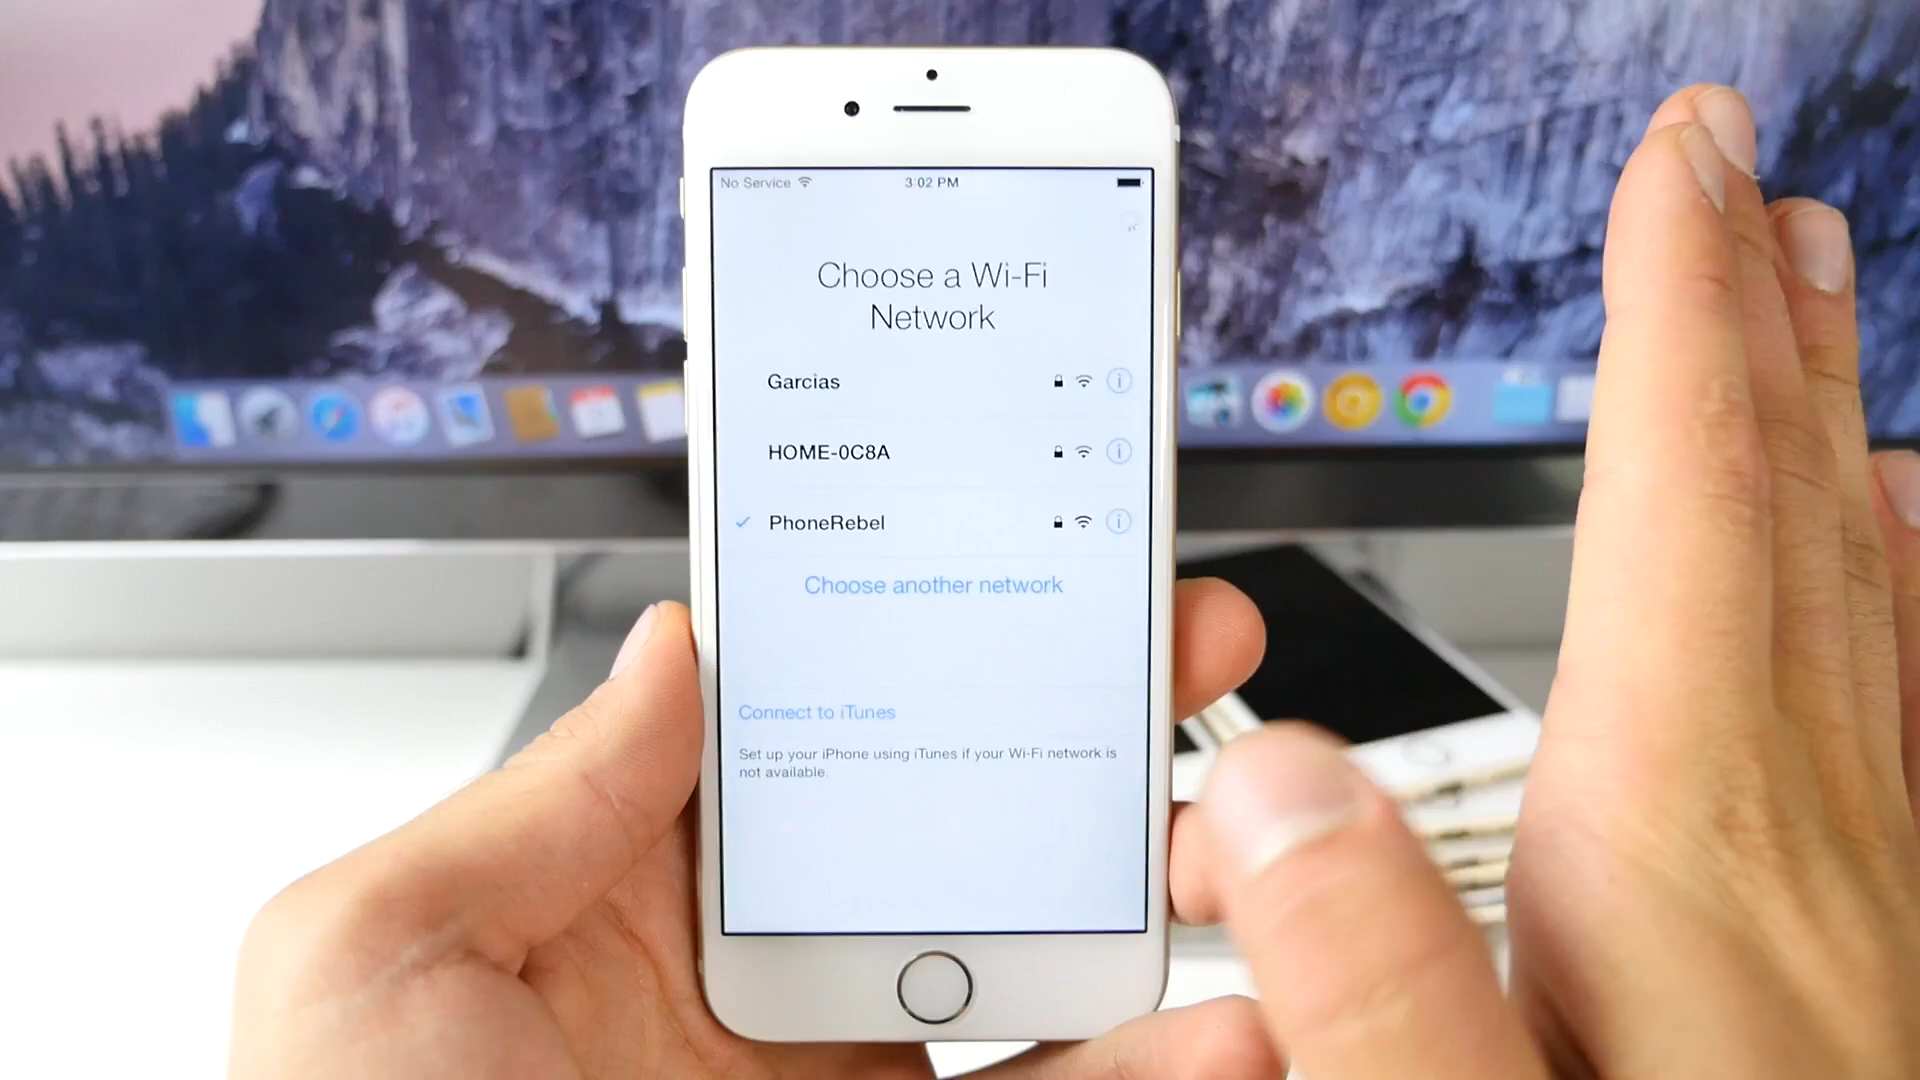 No Service 3:02 PM
Choose a Wi-Fi
Network
Garcias
HOME-0C8A
PhoneRebel
Choose another network
Connect to iTunes
Set up your iPhone using iTunes if your Wi-Fi network is
not available.